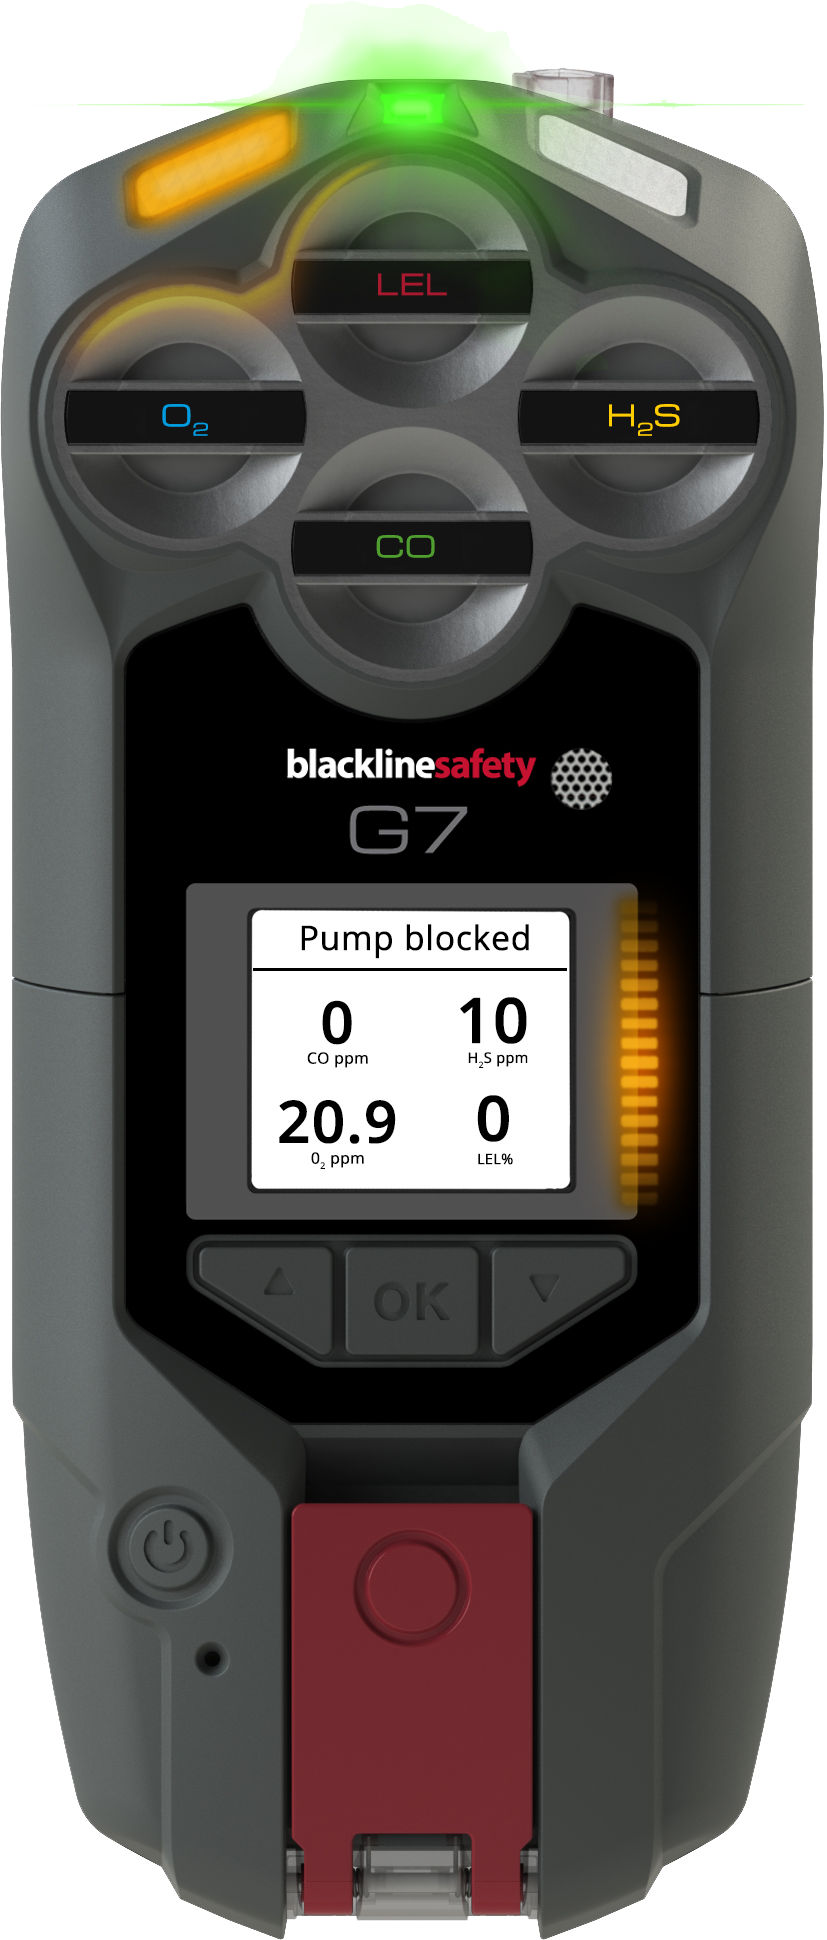 LEL
O₂
H₂S
CO
blacklinesafety
G7
Pump blocked
0
10
CO ppm
H₂S ppm
20.9
0
O₂ ppm
LEL%
OK